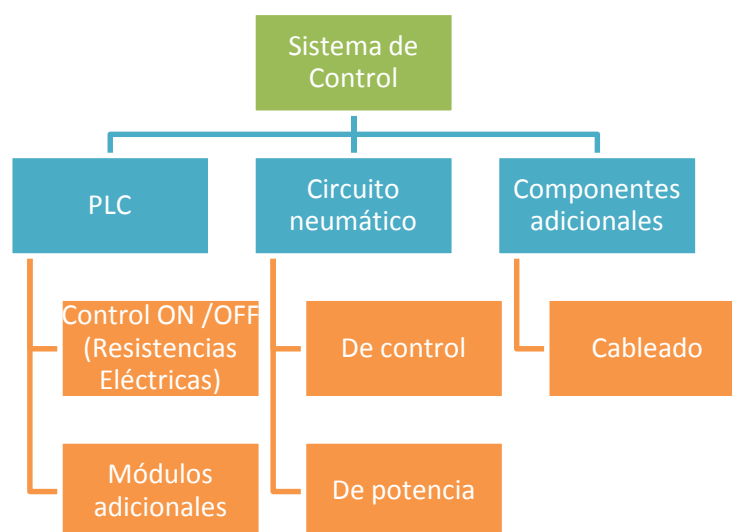 Sistema de
Control
PLC
Circuito
neumático
Componentes
adicionales
Control ON /OFF
(Resistencias
Eléctricas)
De control
Cableado
Módulos
adicionales
De potencia